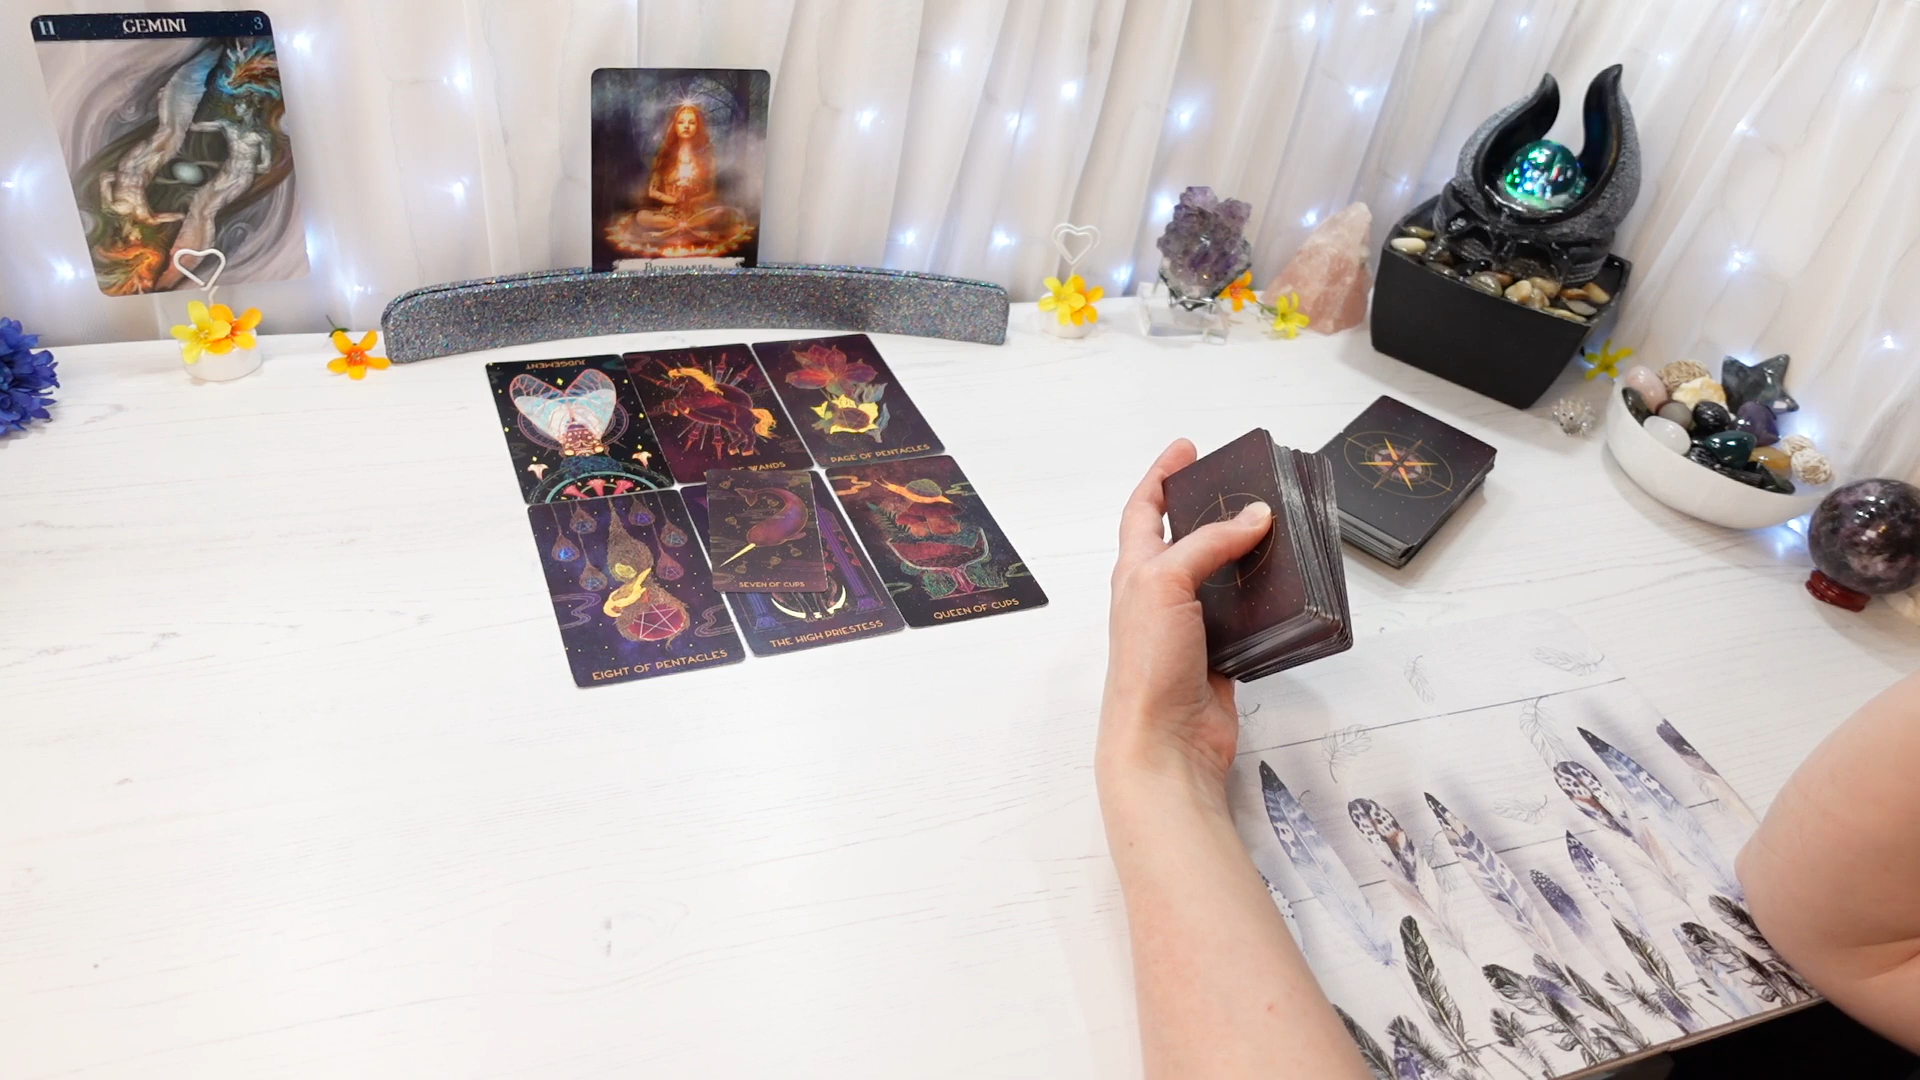 II GEMINI 3
JUDGEMENT
WANDS
PAGE OF PENTACLES
SEVEN OF CUPS
EIGHT OF PENTACLES
THE HIGH PRIESTESS
QUEEN OF CUPS